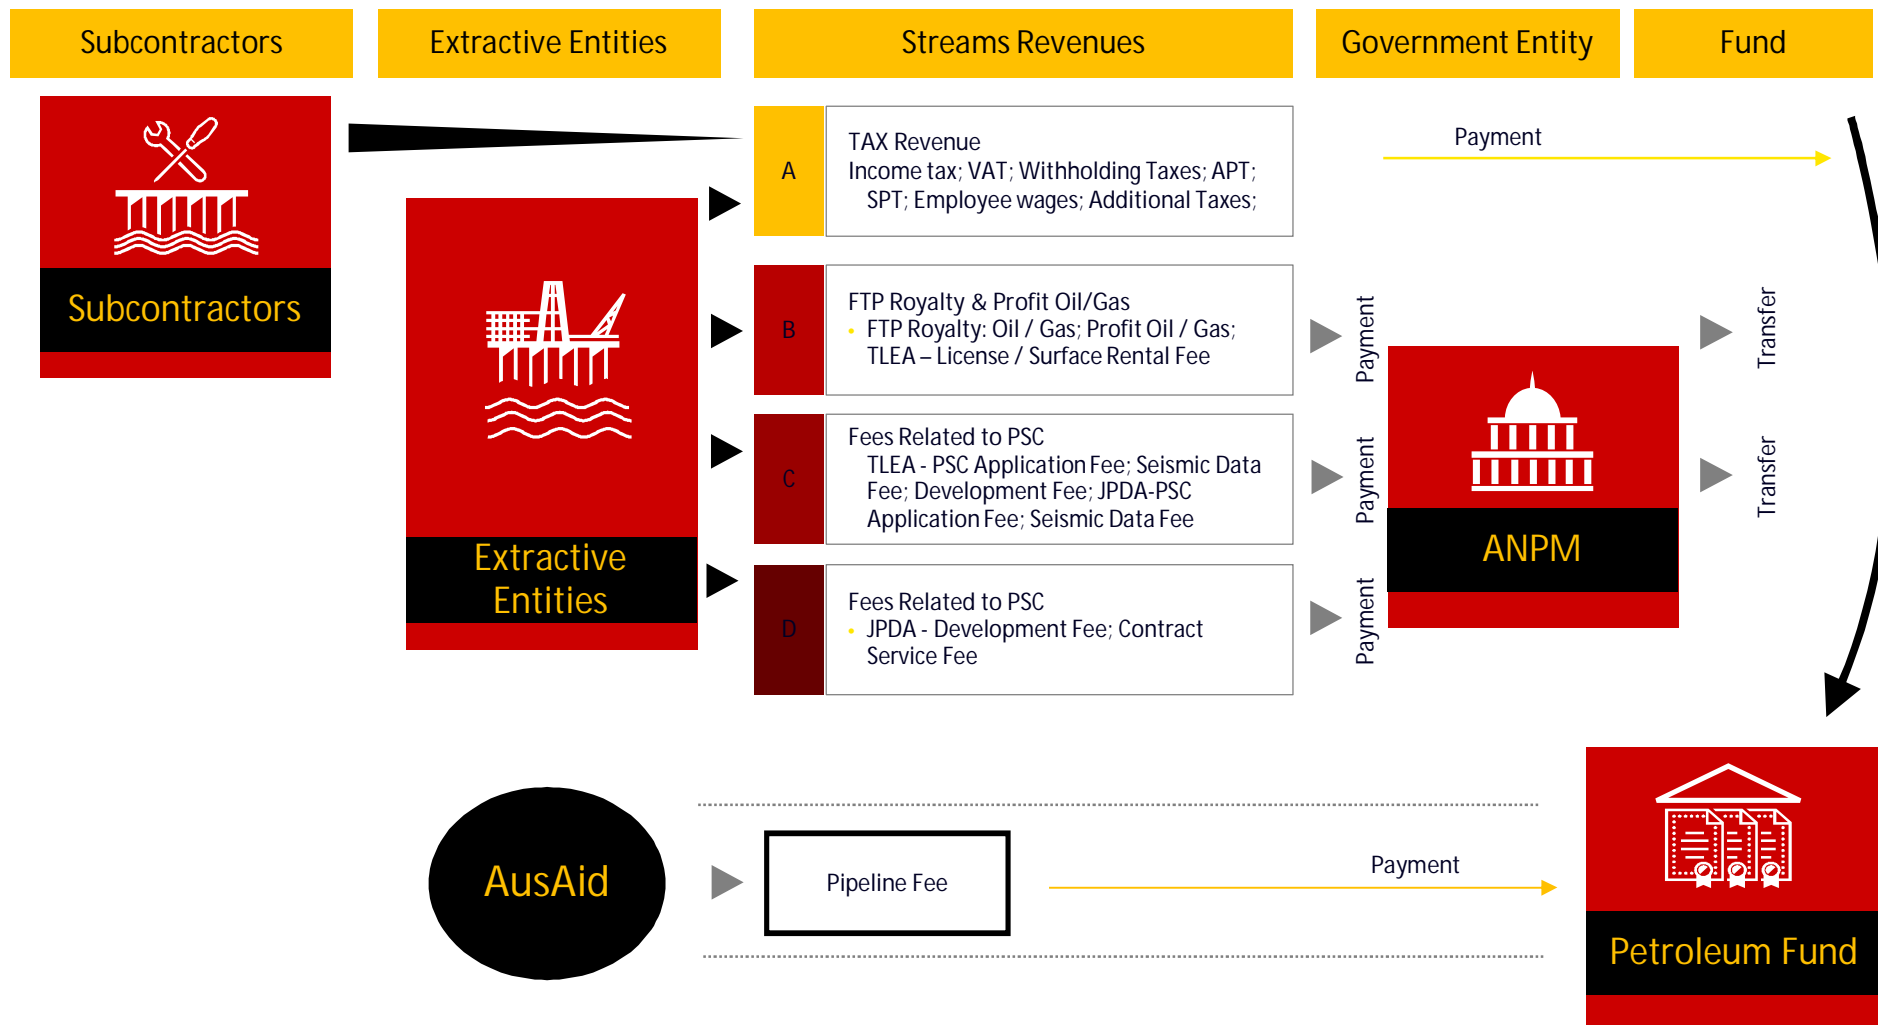 Subcontractors
Extractive Entities
Streams Revenues
Government Entity
Fund
Subcontractors
Extractive
Entities
A
TAX Revenue
Income tax; VAT; Withholding Taxes; APT;
SPT; Employee wages; Additional Taxes;
Payment
B
FTP Royalty & Profit Oil/Gas
• FTP Royalty: Oil / Gas; Profit Oil / Gas;
TLEA – License / Surface Rental Fee
Payment
Transfer
C
Fees Related to PSC
TLEA - PSC Application Fee; Seismic Data
Fee; Development Fee; JPDA-PSC
Application Fee; Seismic Data Fee
Payment
Transfer
D
Fees Related to PSC
• JPDA - Development Fee; Contract
Service Fee
Payment
ANPM
AusAid
Pipeline Fee
Payment
Petroleum Fund